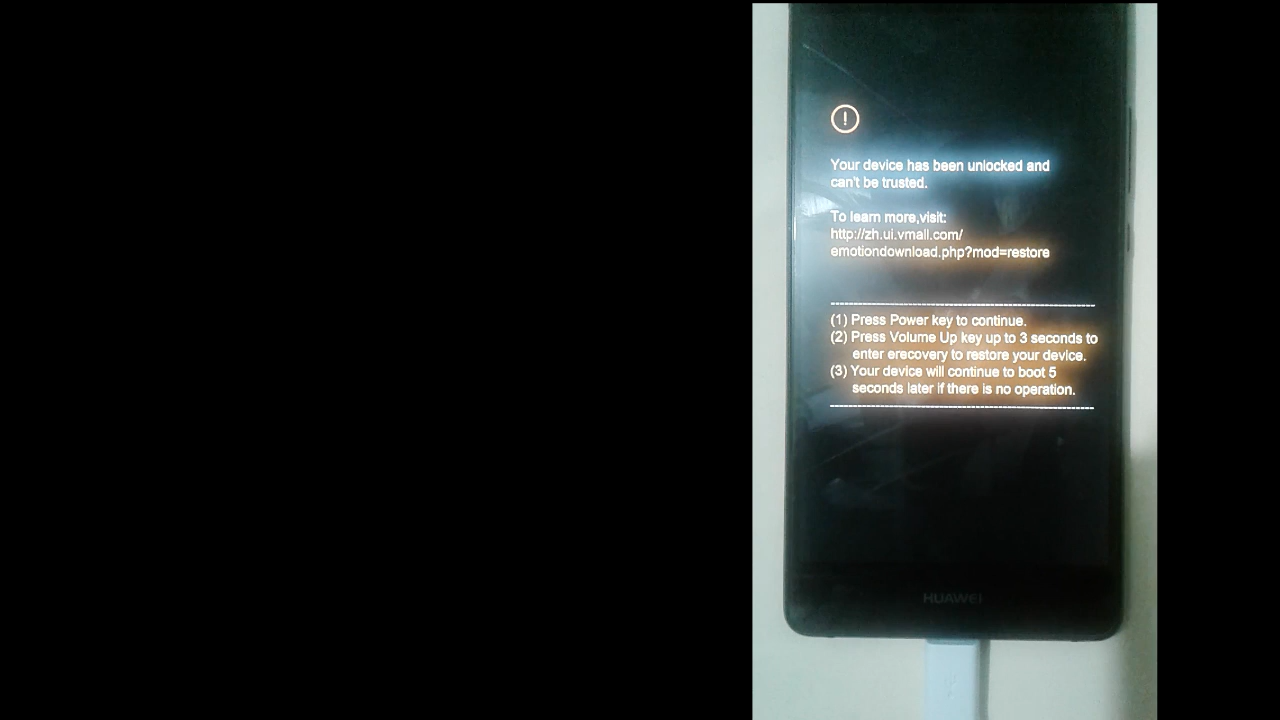 Your device has been unlocked and
can't be trusted.
To learn more,visit:
http://zh.ui.vmall.com/
emotiondownload.php?mod=restore
(1) Press Power key to continue.
(2) Press Volume Up key up to 3 seconds to
enter erecovery to restore your device.
(3) Your device will continue to boot 5
seconds later if there is no operation.
HUAWEI